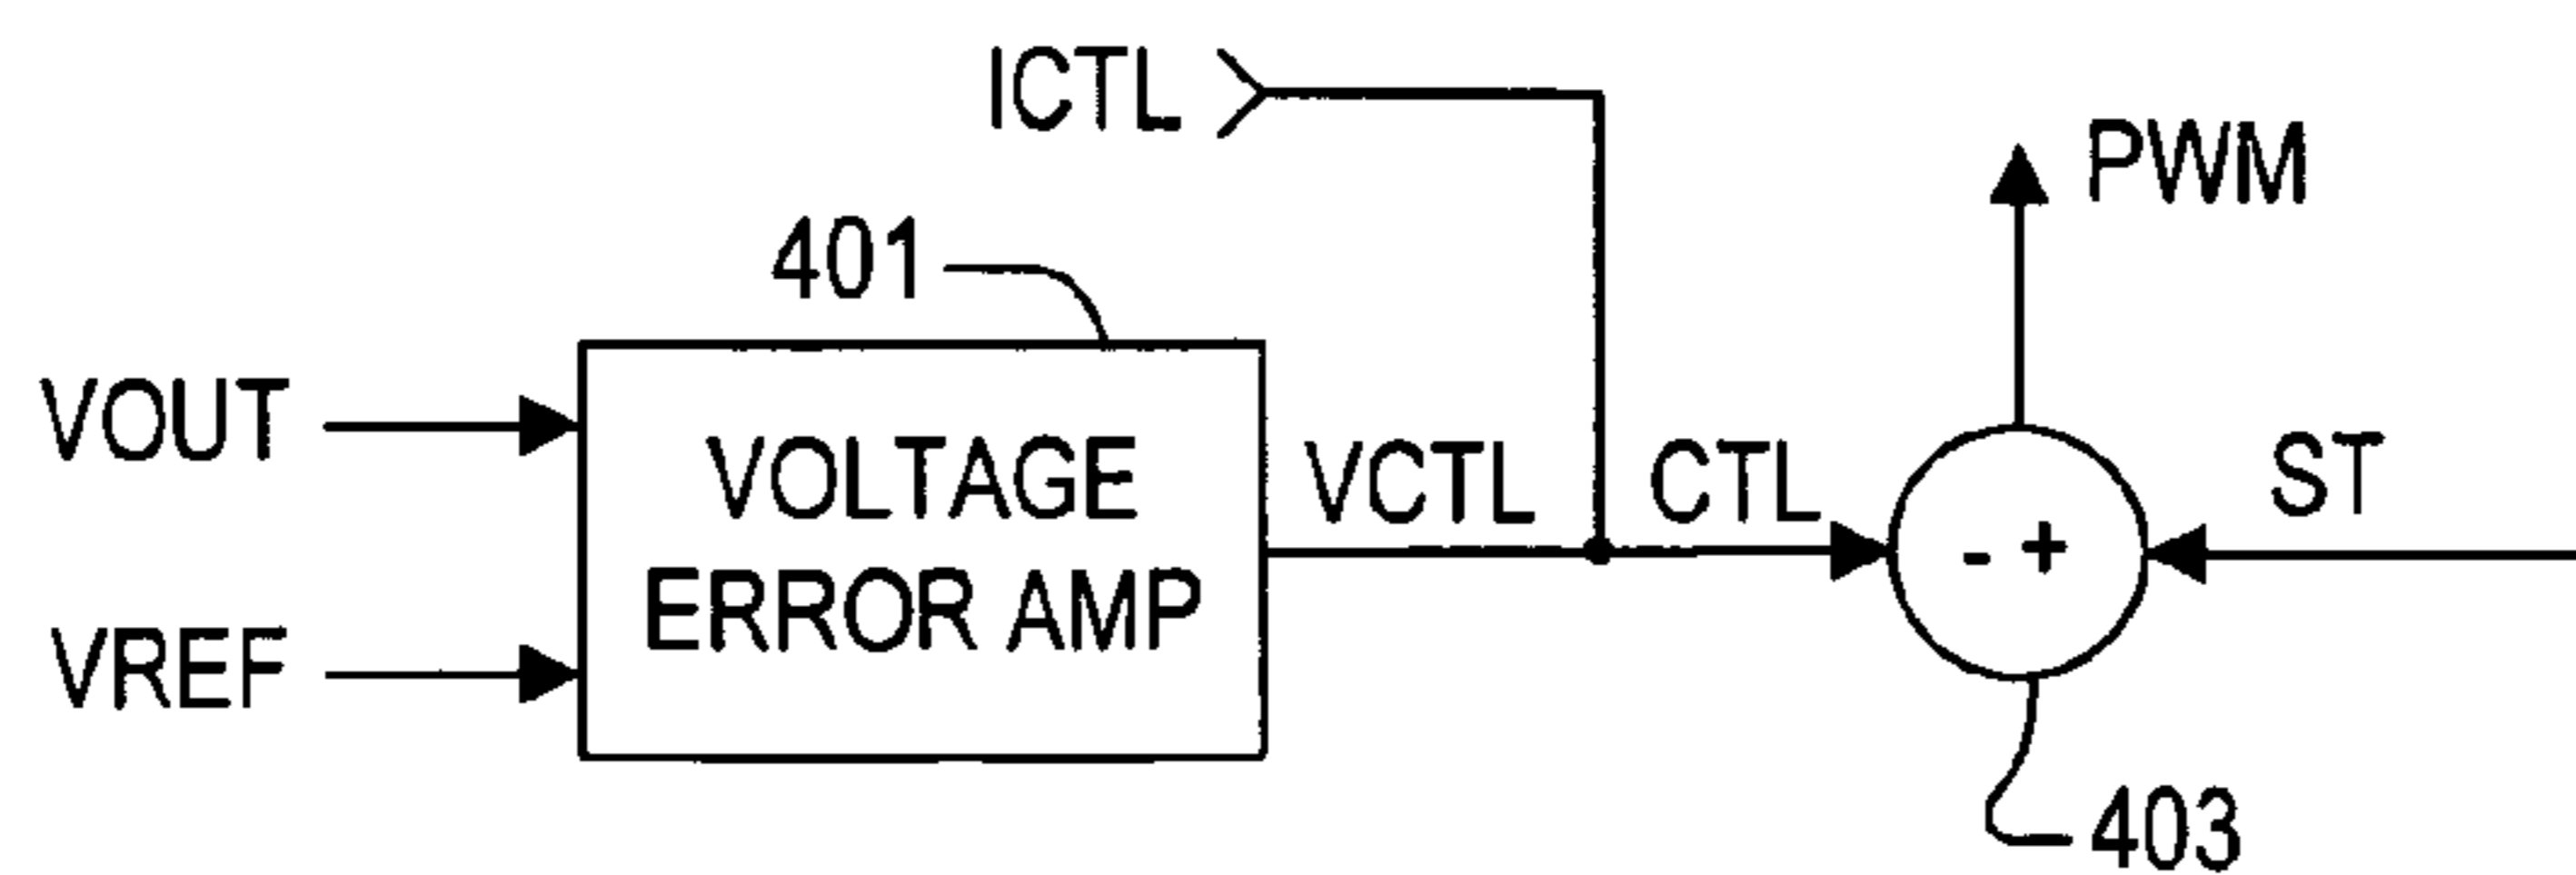 ICTL
PWM
401
VOUT
VOLTAGE
ERROR AMP
VCTL
CTL
- +
ST
VREF
403